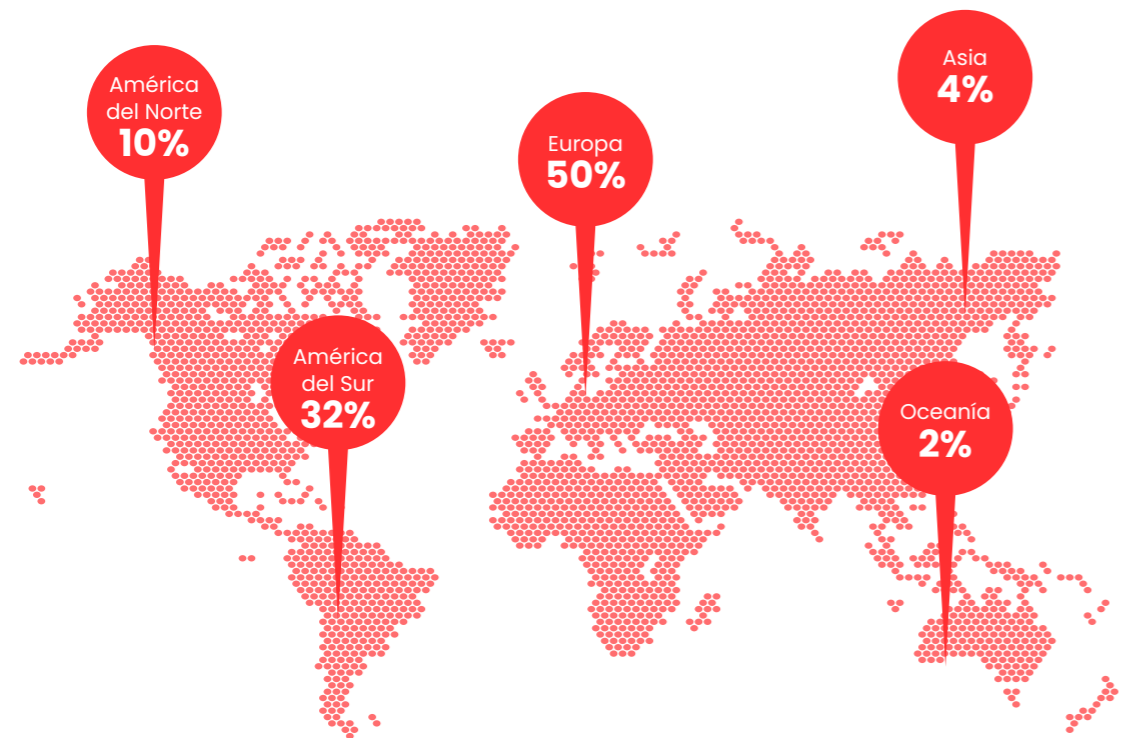 América
del Norte
10%
Europa
50%
Asia
4%
América
del Sur
32%
Oceanía
2%